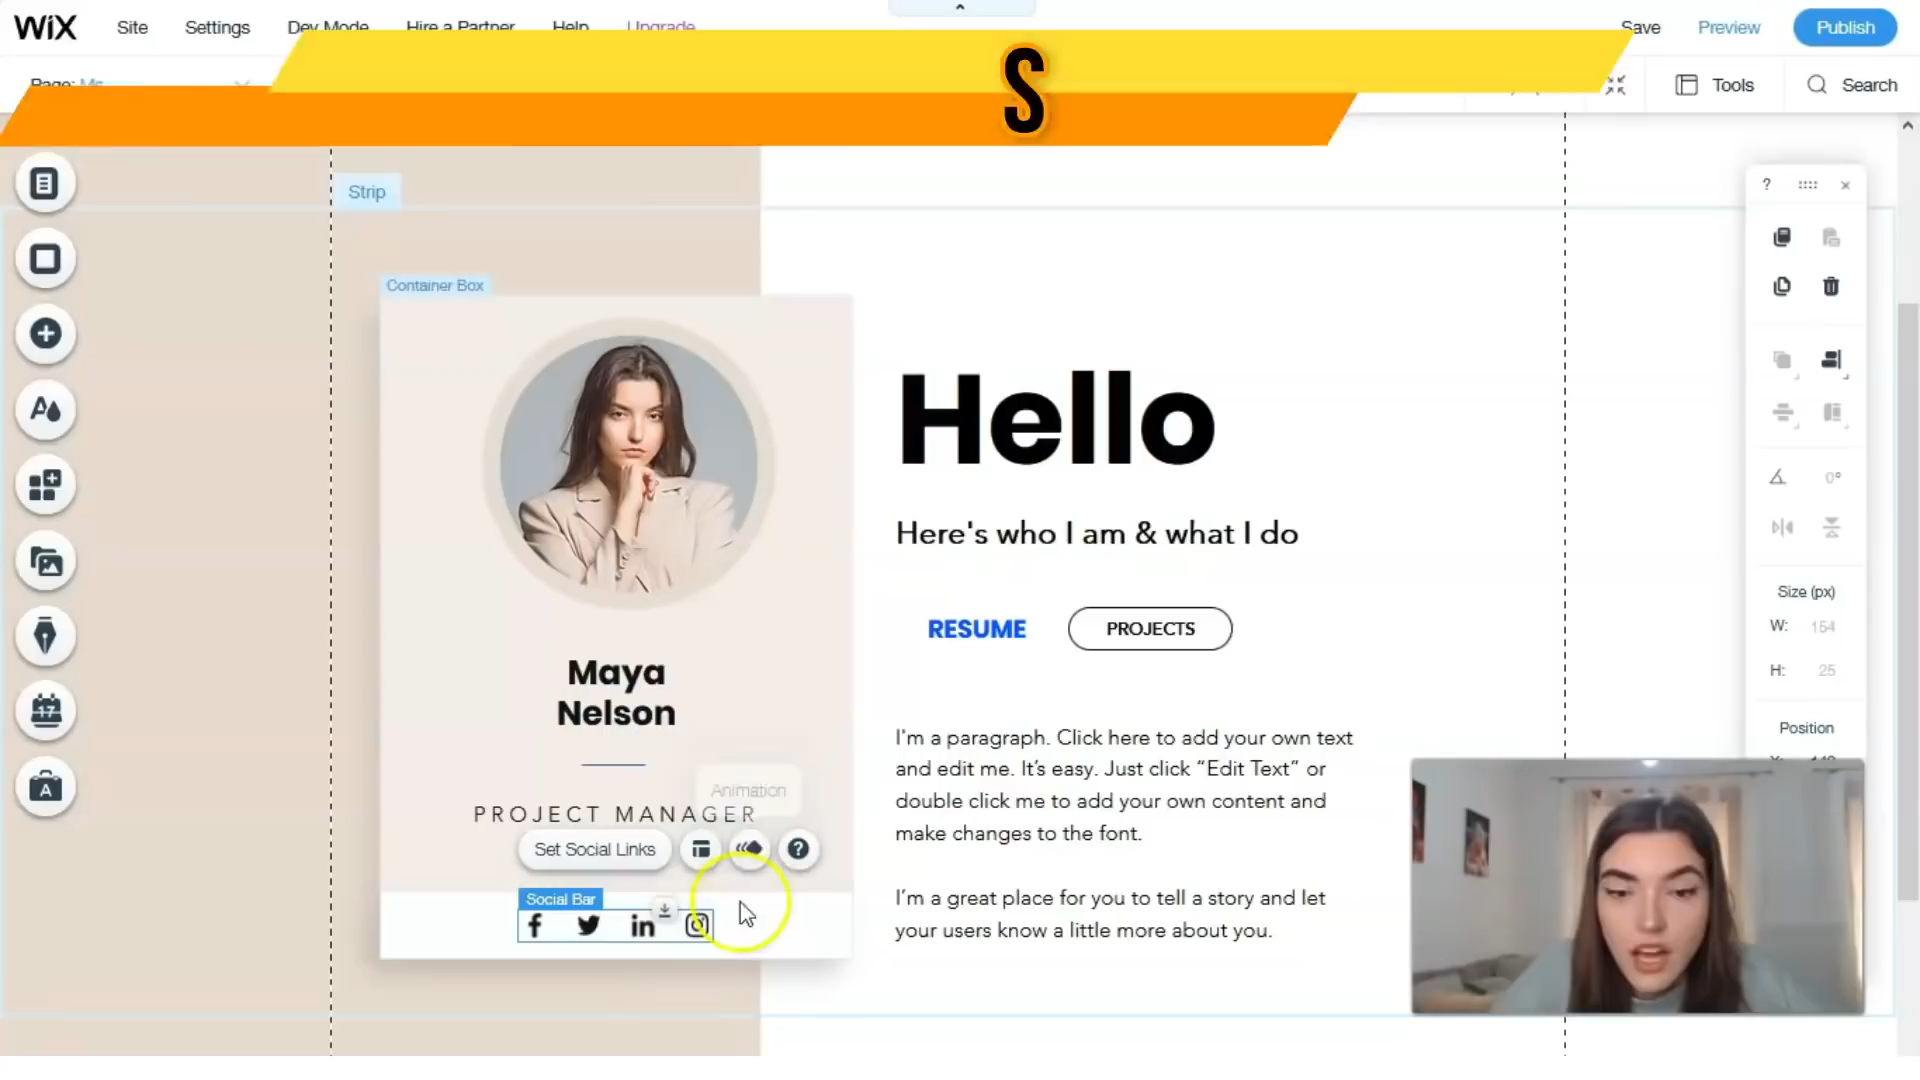 WiX Site Settings Dev Mode Hire a Partner Help Upgrade Save Preview Publish
S
Page: Tools Search
Strip
Container Box
Hello
Here's who I am & what I do
RESUME PROJECTS
Maya
Nelson
I'm a paragraph. Click here to add your own text
and edit me. It's easy. Just click “Edit Text” or
double click me to add your own content and
make changes to the font.
Animation
PROJECT MANAGER
Set Social Links
Social Bar
I’m a great place for you to tell a story and let
your users know a little more about you.
0°
Size (px)
W: 154
H: 25
Position
17
A